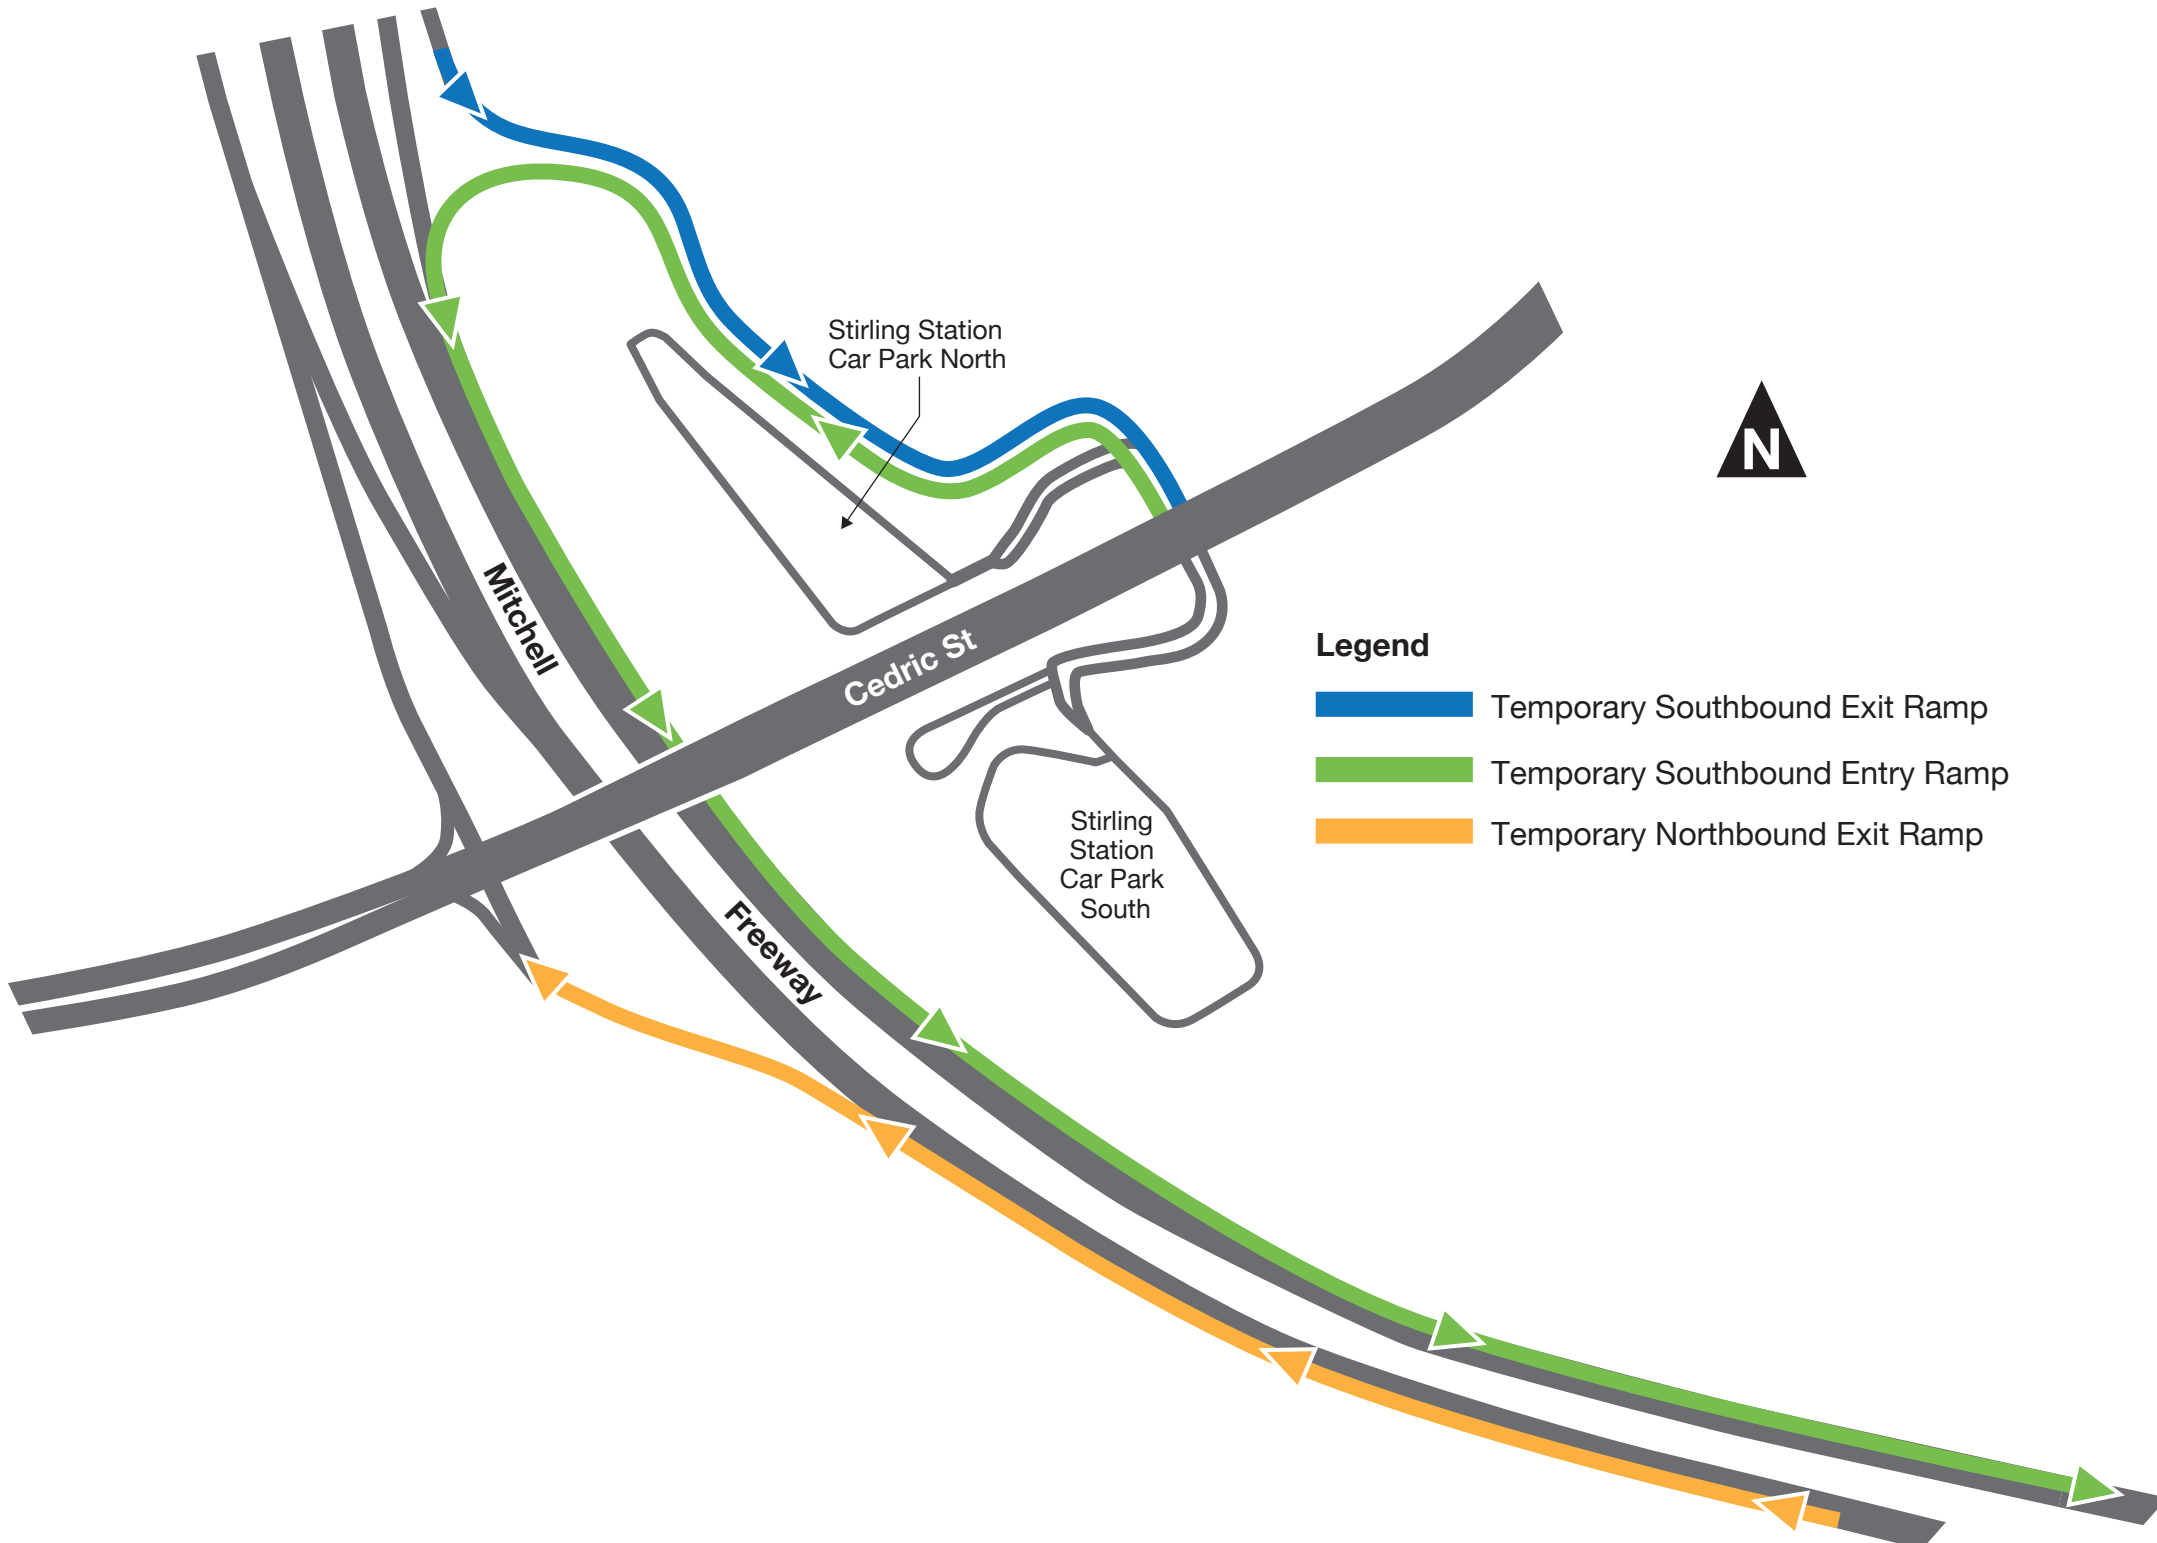 Stirling Station
Car Park North
N
Mitchell
Cedric St
Legend
Temporary Southbound Exit Ramp
Temporary Southbound Entry Ramp
Temporary Northbound Exit Ramp
Stirling
Station
Car Park
South
Freeway